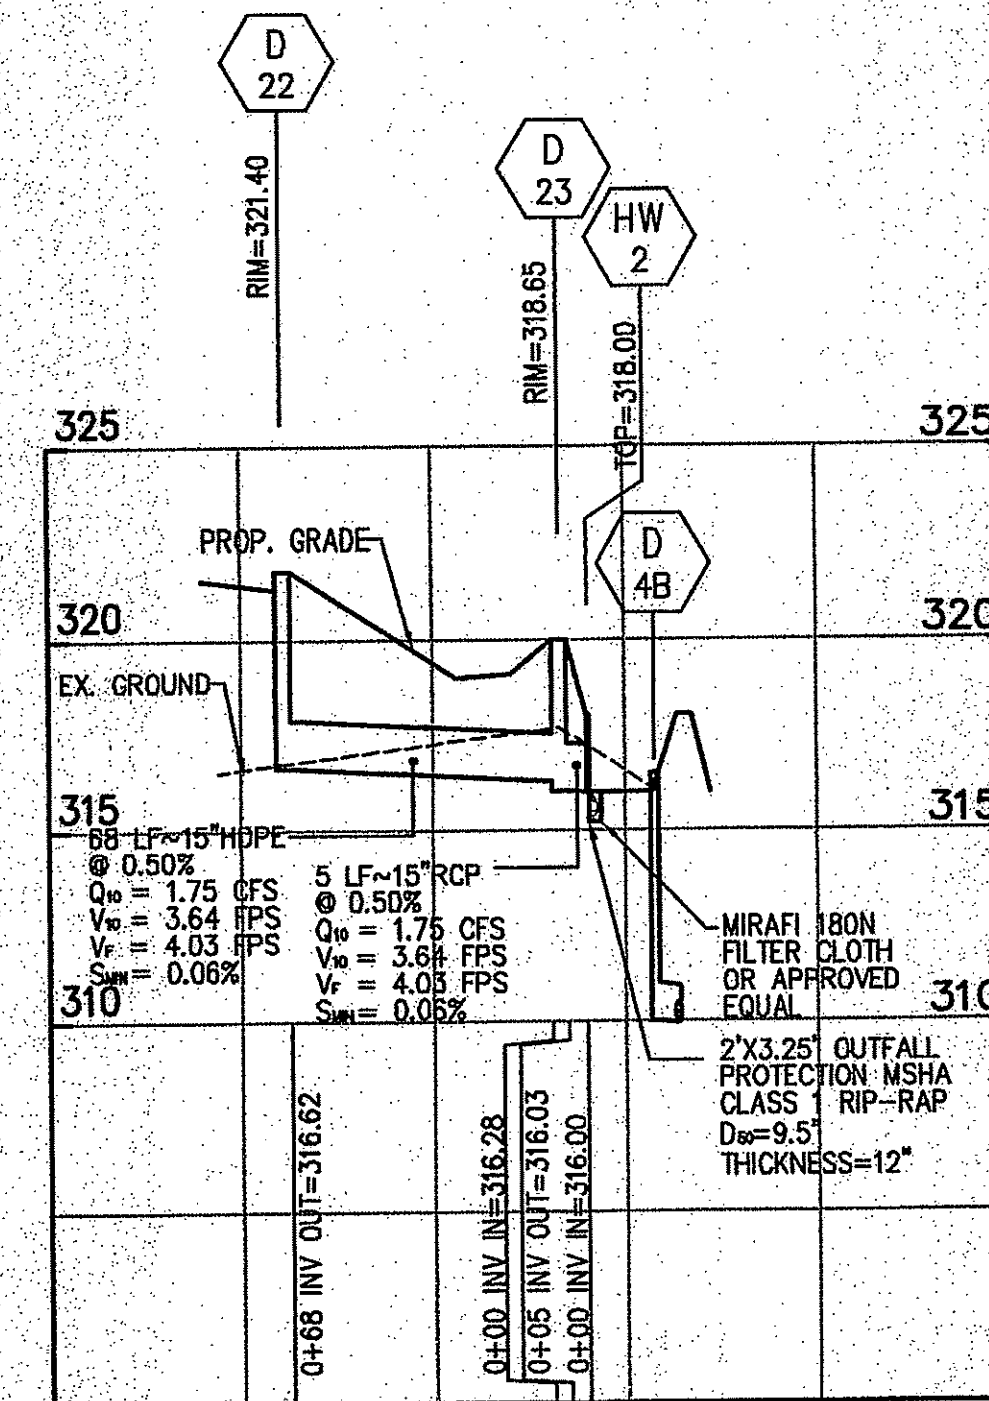 D
22
D
23
HW
2
RIM=321.40
RIM=318.65
TOP=318.00
325
325
D
4B
PROP. GRADE
320
320
EX. GROUND
315
315
68 LF~15"HDPE
@ 0.50%
Q10 = 1.75 CFS
V10 = 3.64 FPS
VF = 4.03 FPS
SMIN = 0.06%
5 LF~15"RCP
@ 0.50%
Q10 = 1.75 CFS
V10 = 3.64 FPS
VF = 4.03 FPS
SMIN = 0.06%
MIRAFI 180N
FILTER CLOTH
OR APPROVED
EQUAL
310
310
2'X3.25' OUTFALL
PROTECTION MSHA
CLASS 1 RIP-RAP
D50=9.5"
THICKNESS=12"
0+68 INV OUT=316.62
0+00 INV IN=316.28
0+05 INV OUT=316.03
0+00 INV IN=316.00